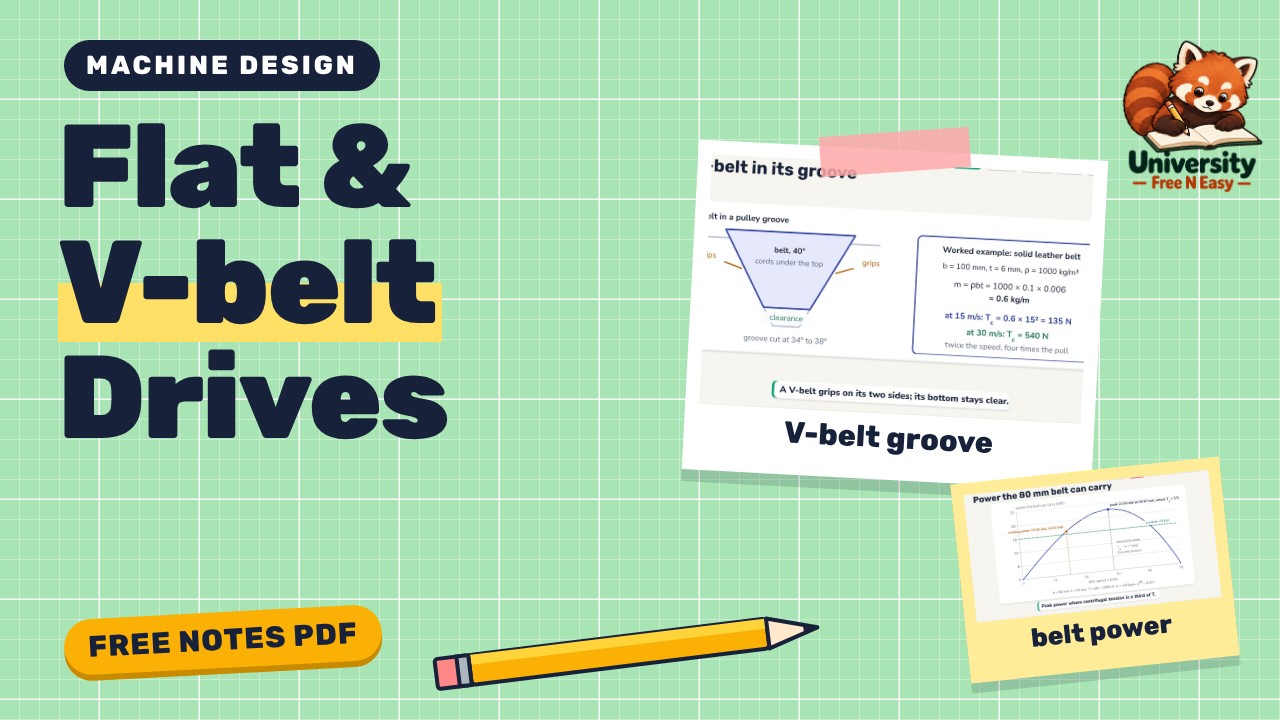 MACHINE DESIGN
Flat &
V-belt
Drives
FREE NOTES PDF
University
Free N Easy
-belt in its groove
elt in a pulley groove
belt, 40°
cords under the top
ips
grips
clearance
groove cut at 34° to 38°
Worked example: solid leather belt
b = 100 mm, t = 6 mm, ρ = 1000 kg/m³
m = ρbt = 1000 × 0.1 × 0.006
= 0.6 kg/m
at 15 m/s: Tc = 0.6 × 15² = 135 N
at 30 m/s: Tc = 540 N
twice the speed, four times the pull
A V-belt grips on its two sides; its bottom stays clear.
V-belt groove
Power the 80 mm belt can carry
Peak power where centrifugal tension is a third of T.
belt power